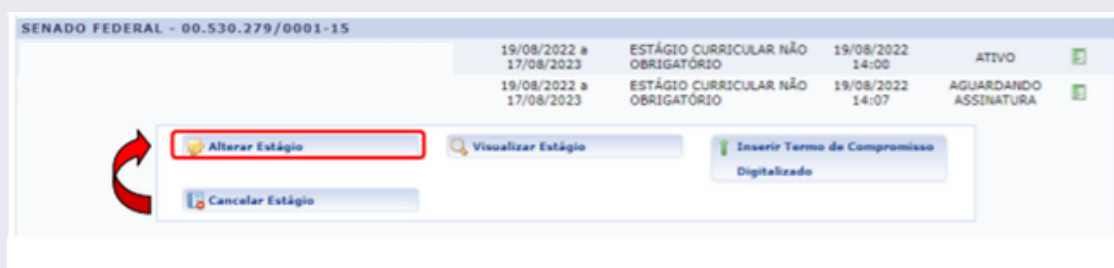 SENADO FEDERAL - 00.530.279/0001-15
19/08/2022 a ESTÁGIO CURRICULAR NÃO 19/08/2022
17/08/2023 OBRIGATÓRIO 14:00 ATIVO
19/08/2022 a ESTÁGIO CURRICULAR NÃO 19/08/2022 AGUARDANDO
17/08/2023 OBRIGATÓRIO 14:07 ASSINATURA
Alterar Estágio Visualizar Estágio Inserir Termo de Compromisso
Digitalizado
Cancelar Estágio